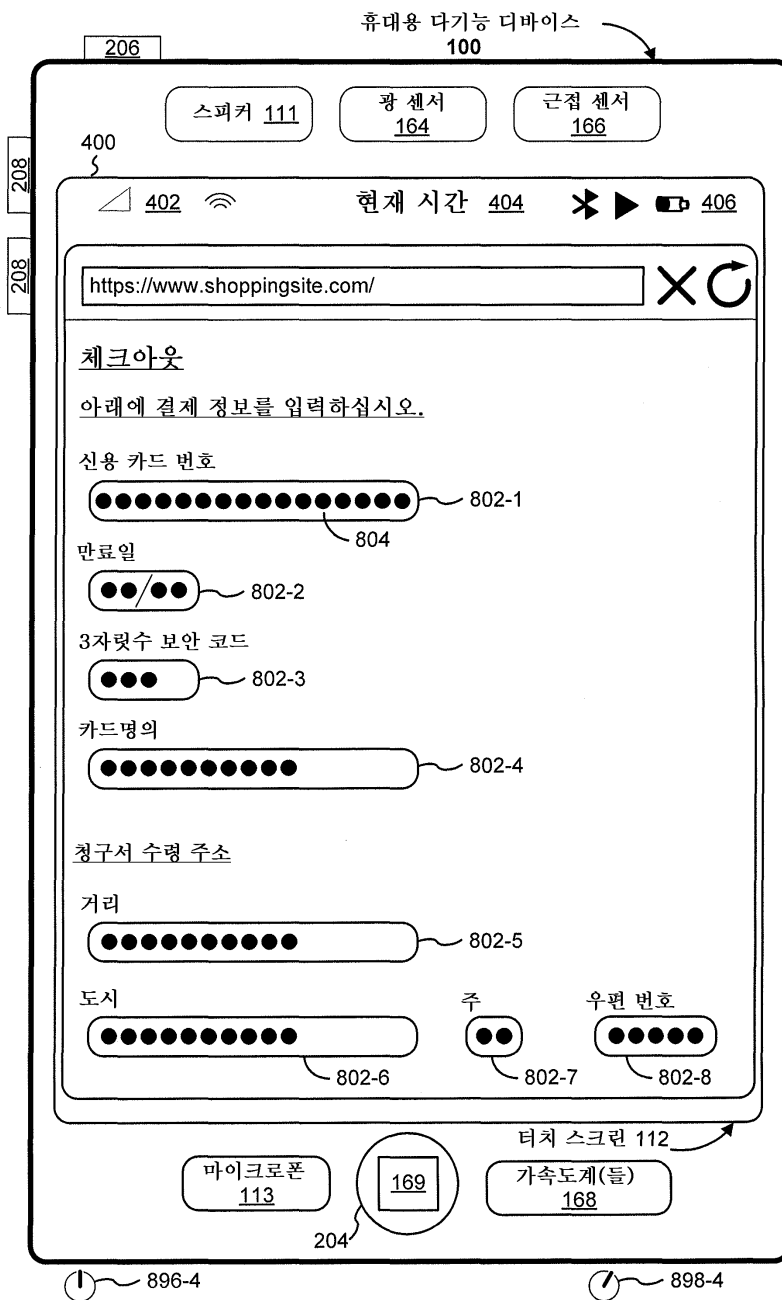 휴대용 다기능 디바이스
100
206
스피커 111
광 센서
164
근접 센서
166
400
208
208
402
현재 시간 404
406
https://www.shoppingsite.com/
체크아웃
아래에 결제 정보를 입력하십시오.
신용 카드 번호
802-1
804
만료일
802-2
3자릿수 보안 코드
802-3
카드명의
802-4
청구서 수령 주소
거리
802-5
도시
주
우편 번호
802-6
802-7
802-8
터치 스크린 112
마이크로폰
113
169
가속도계(들)
168
204
896-4
898-4